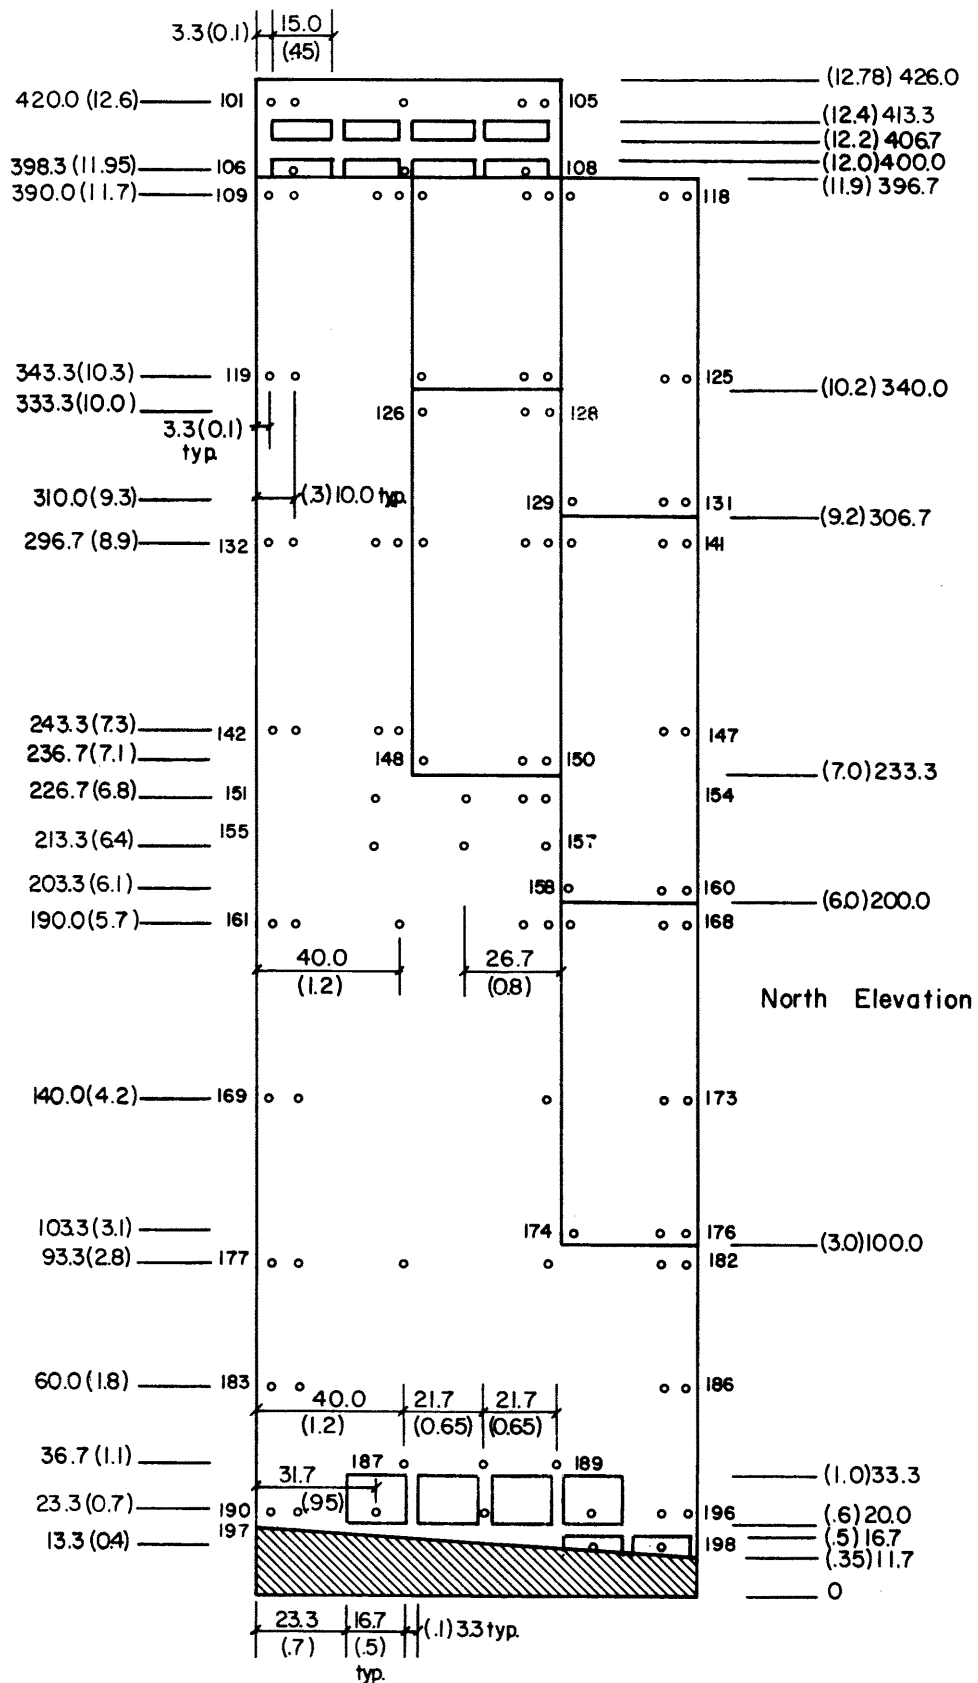 3.3(0.1) 15.0
(.45)
(12.78) 426.0
420.0 (12.6) 101 105
(12.4) 413.3
(12.2) 406.7
398.3 (11.95) 106 108 (12.0) 400.0
390.0 (11.7) 109 118 (11.9) 396.7
343.3(10.3) 119 125
(10.2) 340.0
333.3(10.0) 126 128
3.3(0.1)
typ.
310.0 (9.3) (.3)10.0 typ. 129 131
(9.2) 306.7
296.7 (8.9) 132 141
243.3(7.3) 142 147
236.7 (7.1) 148 150
(7.0) 233.3
226.7 (6.8) 151 154
213.3(6.4) 155 157
203.3 (6.1) 158 160
(6.0) 200.0
190.0(5.7) 161 168
40.0 26.7
(1.2) (0.8)
North Elevation
140.0(4.2) 169 173
103.3 (3.1) 174 176
(3.0)100.0
93.3(2.8) 177 182
60.0 (1.8) 183 186
40.0 21.7 21.7
(1.2) (0.65) (0.65)
36.7 (1.1) 187 189
31.7 (1.0) 33.3
(.95)
23.3 (0.7) 190 196 (.6) 20.0
197 (.5) 16.7
13.3 (0.4) 198
(.35)11.7
0
23.3 16.7 (.1) 3.3 typ.
(.7) (.5)
typ.